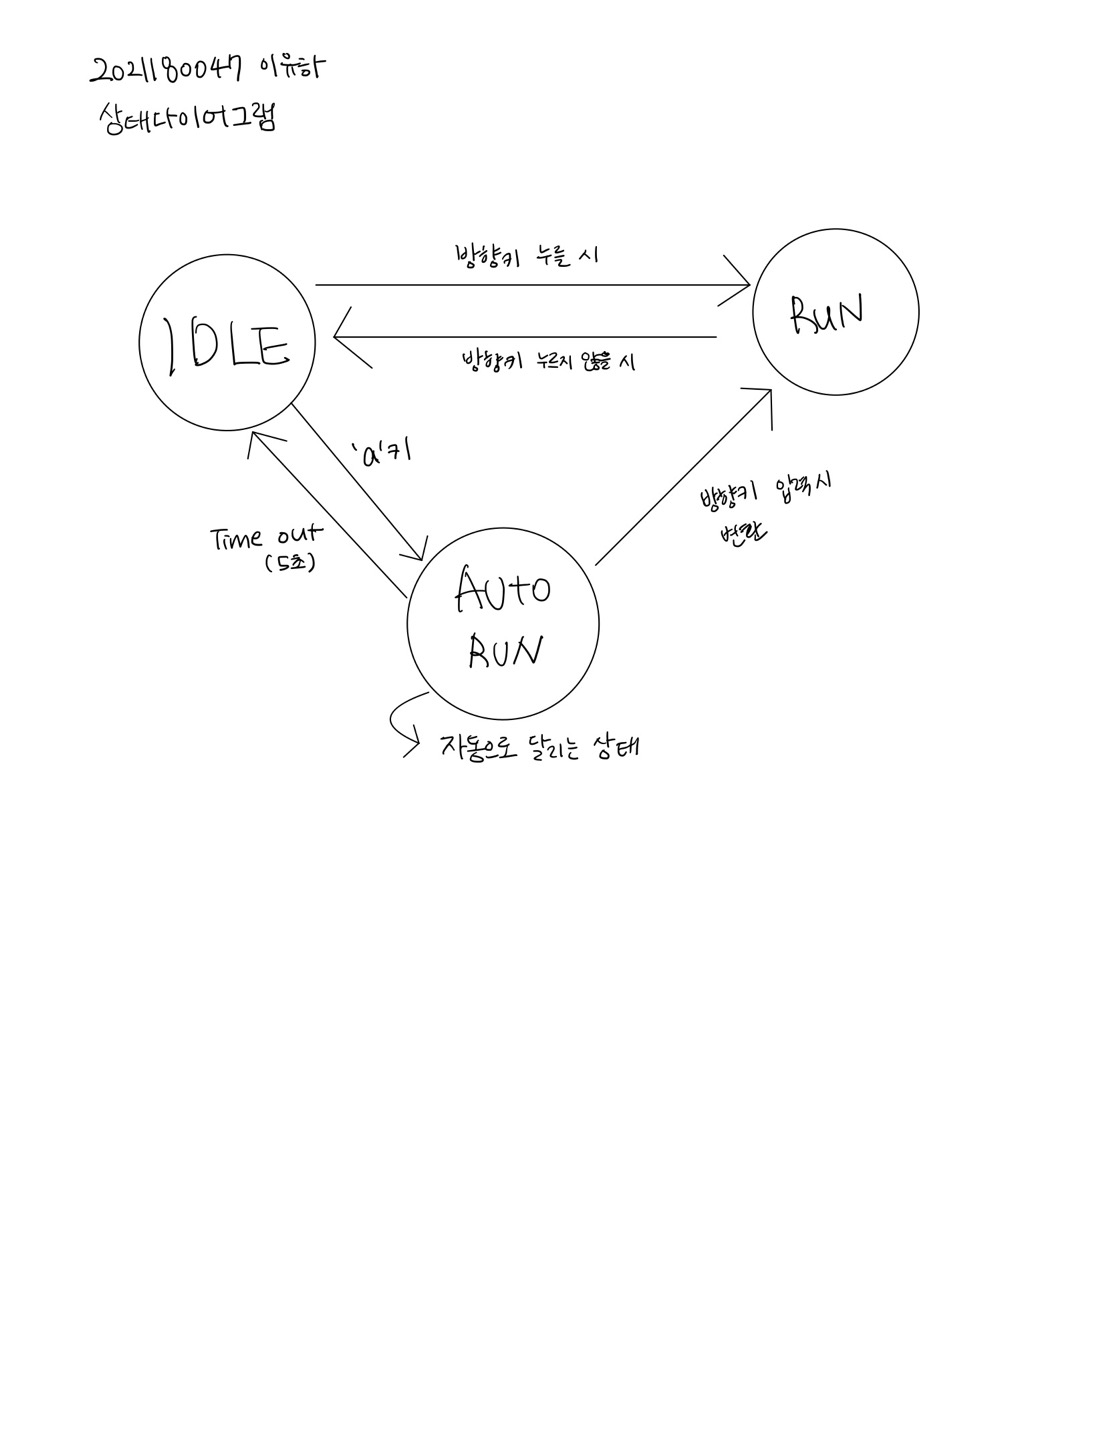 2021180047 이유하
상태다이어그램
방향키 누를 시
IDLE
RUN
방향키 누르지 않을 시
'a'키
방향키 입력시
변환
Time out
(5초)
AUTO
RUN
자동으로 달리는 상태